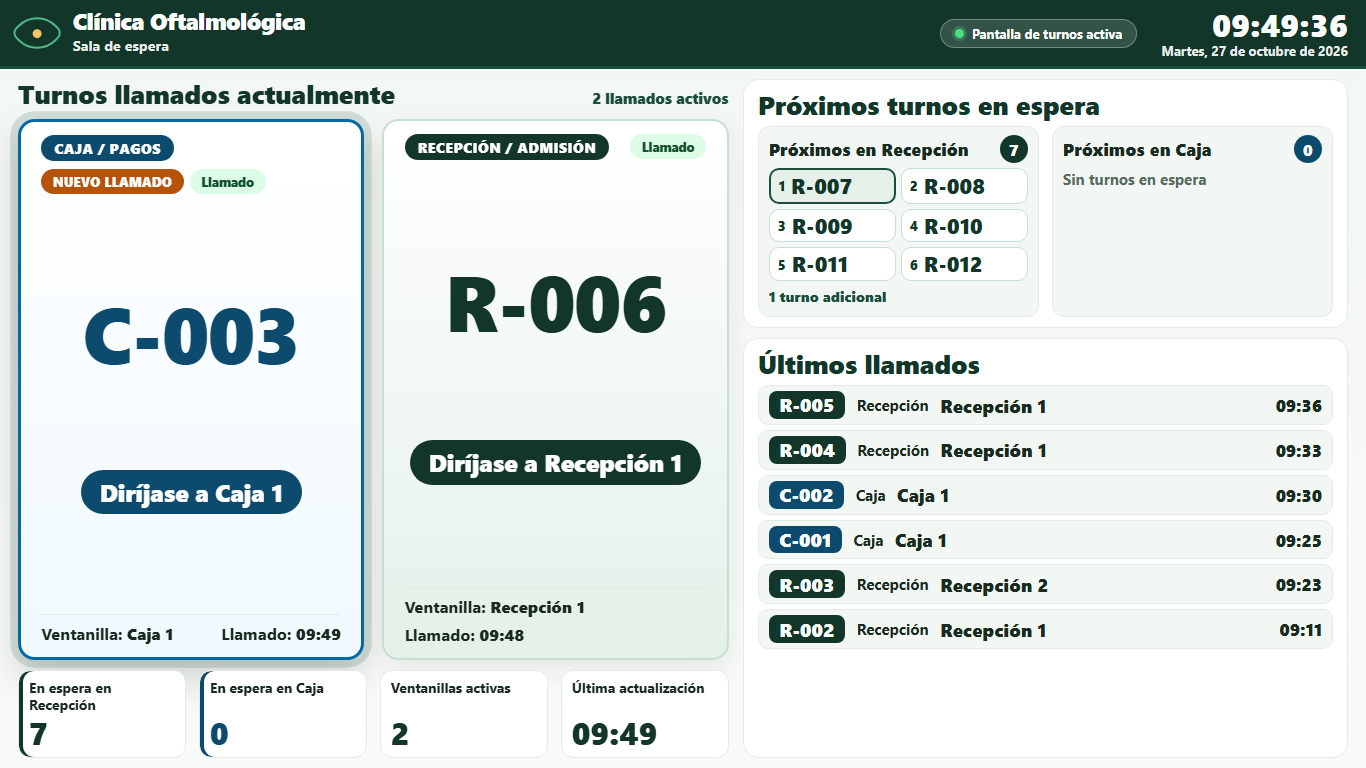 Clínica Oftalmológica
Sala de espera
Pantalla de turnos activa
09:49:36
Martes, 27 de octubre de 2026
Turnos llamados actualmente
2 llamados activos
CAJA / PAGOS
NUEVO LLAMADO
Llamado
C-003
Diríjase a Caja 1
Ventanilla: Caja 1
Llamado: 09:49
RECEPCIÓN / ADMISIÓN
Llamado
R-006
Diríjase a Recepción 1
Ventanilla: Recepción 1
Llamado: 09:48
En espera en
Recepción
7
En espera en Caja
0
Ventanillas activas
2
Última actualización
09:49
Próximos turnos en espera
Próximos en Recepción
7
1 R-007
2 R-008
3 R-009
4 R-010
5 R-011
6 R-012
1 turno adicional
Próximos en Caja
0
Sin turnos en espera
Últimos llamados
R-005 Recepción Recepción 1 09:36
R-004 Recepción Recepción 1 09:33
C-002 Caja Caja 1 09:30
C-001 Caja Caja 1 09:25
R-003 Recepción Recepción 2 09:23
R-002 Recepción Recepción 1 09:11